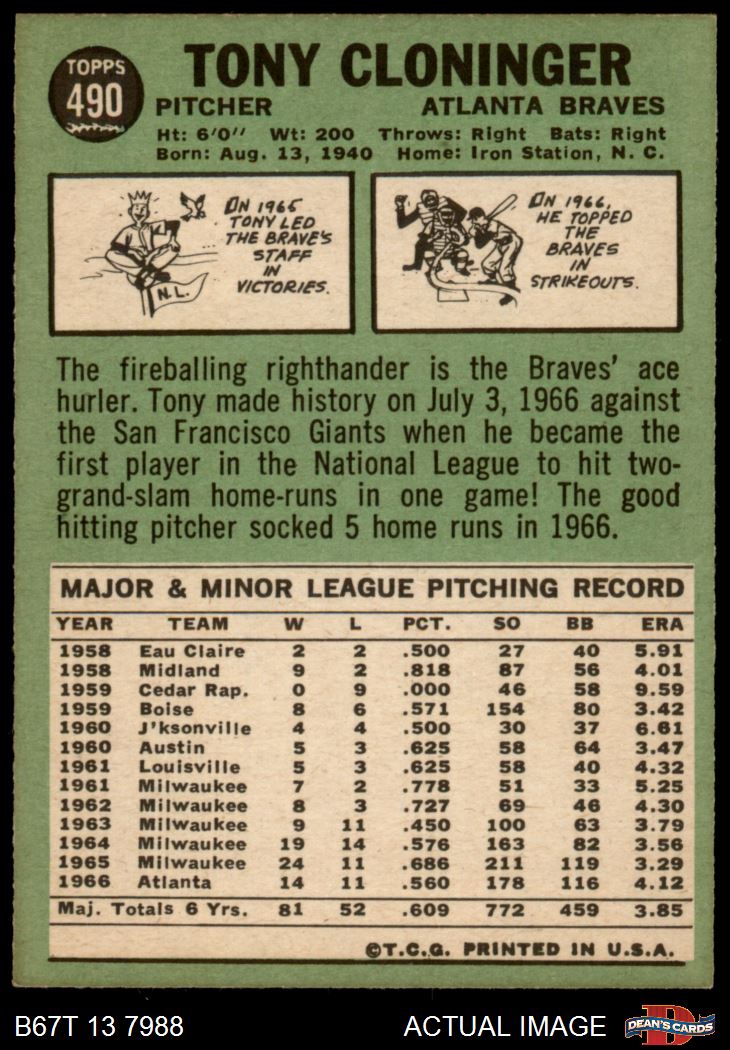 TOPPS
490
TONY CLONINGER
PITCHER ATLANTA BRAVES
Ht: 6'0" Wt: 200 Throws: Right Bats: Right
Born: Aug. 13, 1940 Home: Iron Station, N. C.
ON 1965
TONY LED
THE BRAVE'S
STAFF
IN
VICTORIES.
N.L.
ON 1966,
HE TOPPED
THE
BRAVES
IN
STRIKEOUTS.
The fireballing righthander is the Braves' ace
hurler. Tony made history on July 3, 1966 against
the San Francisco Giants when he became the
first player in the National League to hit two-
grand-slam home-runs in one game! The good
hitting pitcher socked 5 home runs in 1966.
MAJOR & MINOR LEAGUE PITCHING RECORD
YEAR TEAM W L PCT. SO BB ERA
1958 Eau Claire 2 2 .500 27 40 5.91
1958 Midland 9 2 .818 87 56 4.01
1959 Cedar Rap. 0 9 .000 46 58 9.59
1959 Boise 8 6 .571 154 80 3.42
1960 J'ksonville 4 4 .500 30 37 6.61
1960 Austin 5 3 .625 58 64 3.47
1961 Louisville 5 3 .625 58 40 4.32
1961 Milwaukee 7 2 .778 51 33 5.25
1962 Milwaukee 8 3 .727 69 46 4.30
1963 Milwaukee 9 11 .450 100 63 3.79
1964 Milwaukee 19 14 .576 163 82 3.56
1965 Milwaukee 24 11 .686 211 119 3.29
1966 Atlanta 14 11 .560 178 116 4.12
Maj. Totals 6 Yrs. 81 52 .609 772 459 3.85
©T.C.G. PRINTED IN U.S.A.
B67T 13 7988 ACTUAL IMAGE
D
DEAN'S CARDS